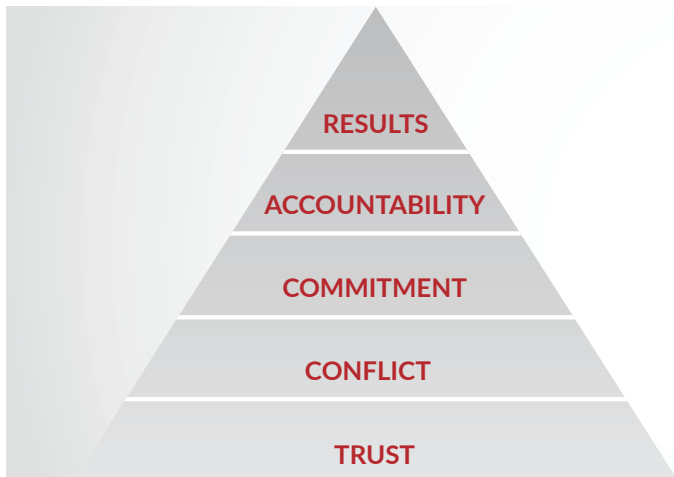 RESULTS
ACCOUNTABILITY
COMMITMENT
CONFLICT
TRUST